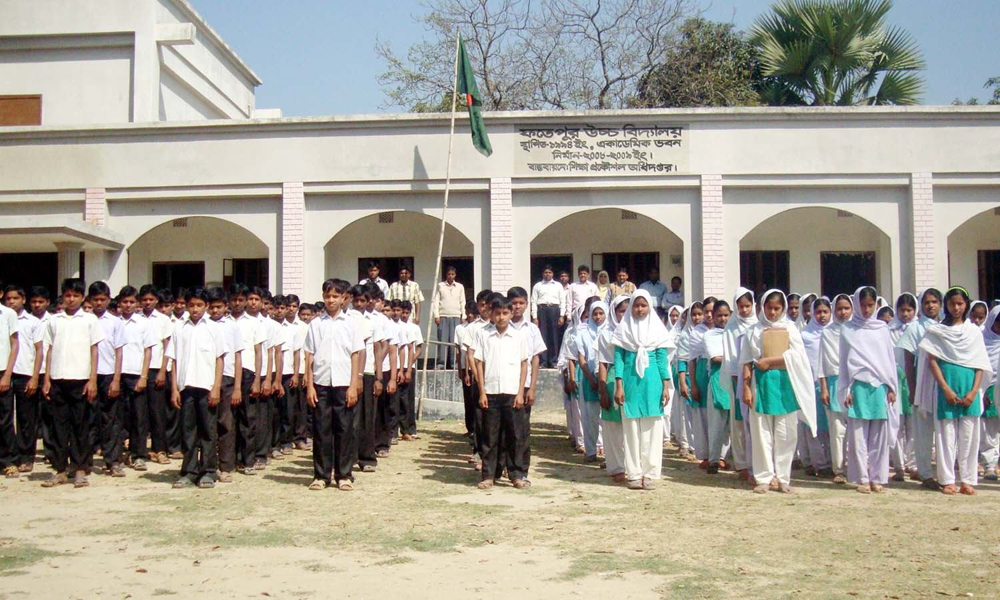 ফতেপুর উচ্চ বিদ্যালয়
স্থাপিত-১৯৯৪ ইং, একাডেমিক ভবন
নির্মান-২০০৮-২০০৯ ইং।
বাস্তবায়নে: শিক্ষা প্রকৌশল অধিদপ্তর।